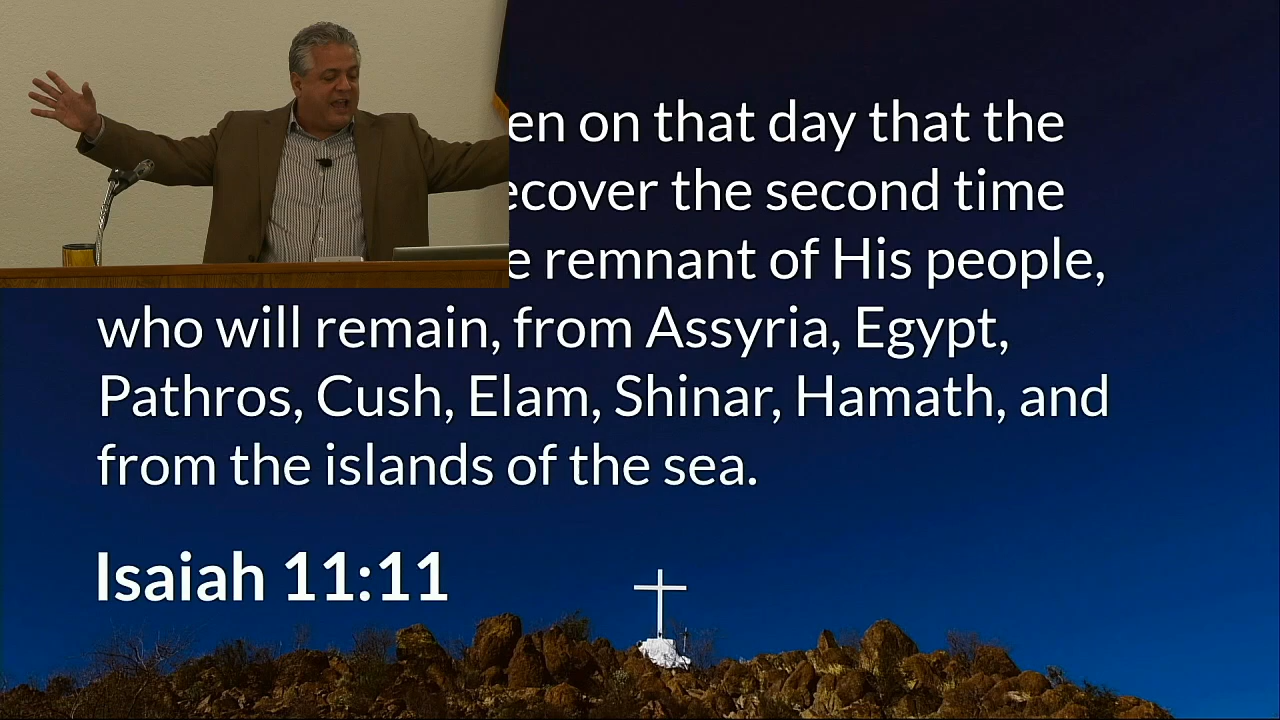 en on that day that the
ecover the second time
e remnant of His people,
who will remain, from Assyria, Egypt,
Pathros, Cush, Elam, Shinar, Hamath, and
from the islands of the sea.
Isaiah 11:11